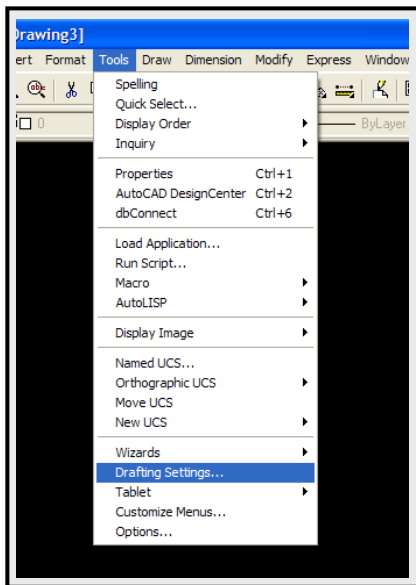 Drawing3]
ert Format Tools Draw Dimension Modify Express Window
abc
0 ByLayer
Spelling
Quick Select...
Display Order
Inquiry
Properties Ctrl+1
AutoCAD DesignCenter Ctrl+2
dbConnect Ctrl+6
Load Application...
Run Script...
Macro
AutoLISP
Display Image
Named UCS...
Orthographic UCS
Move UCS
New UCS
Wizards
Drafting Settings...
Tablet
Customize Menus...
Options...